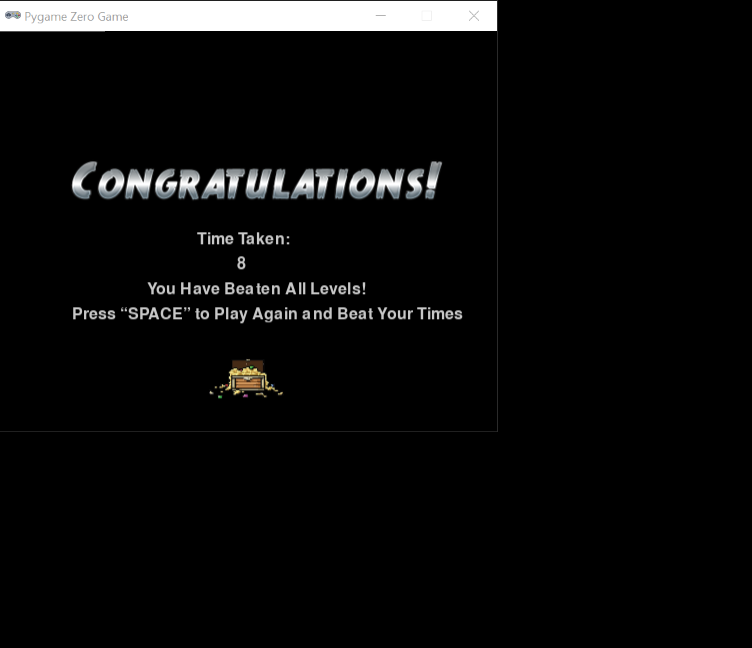 Pygame Zero Game
CONGRATULATIONS!
Time Taken:
8
You Have Beaten All Levels!
Press “SPACE” to Play Again and Beat Your Times